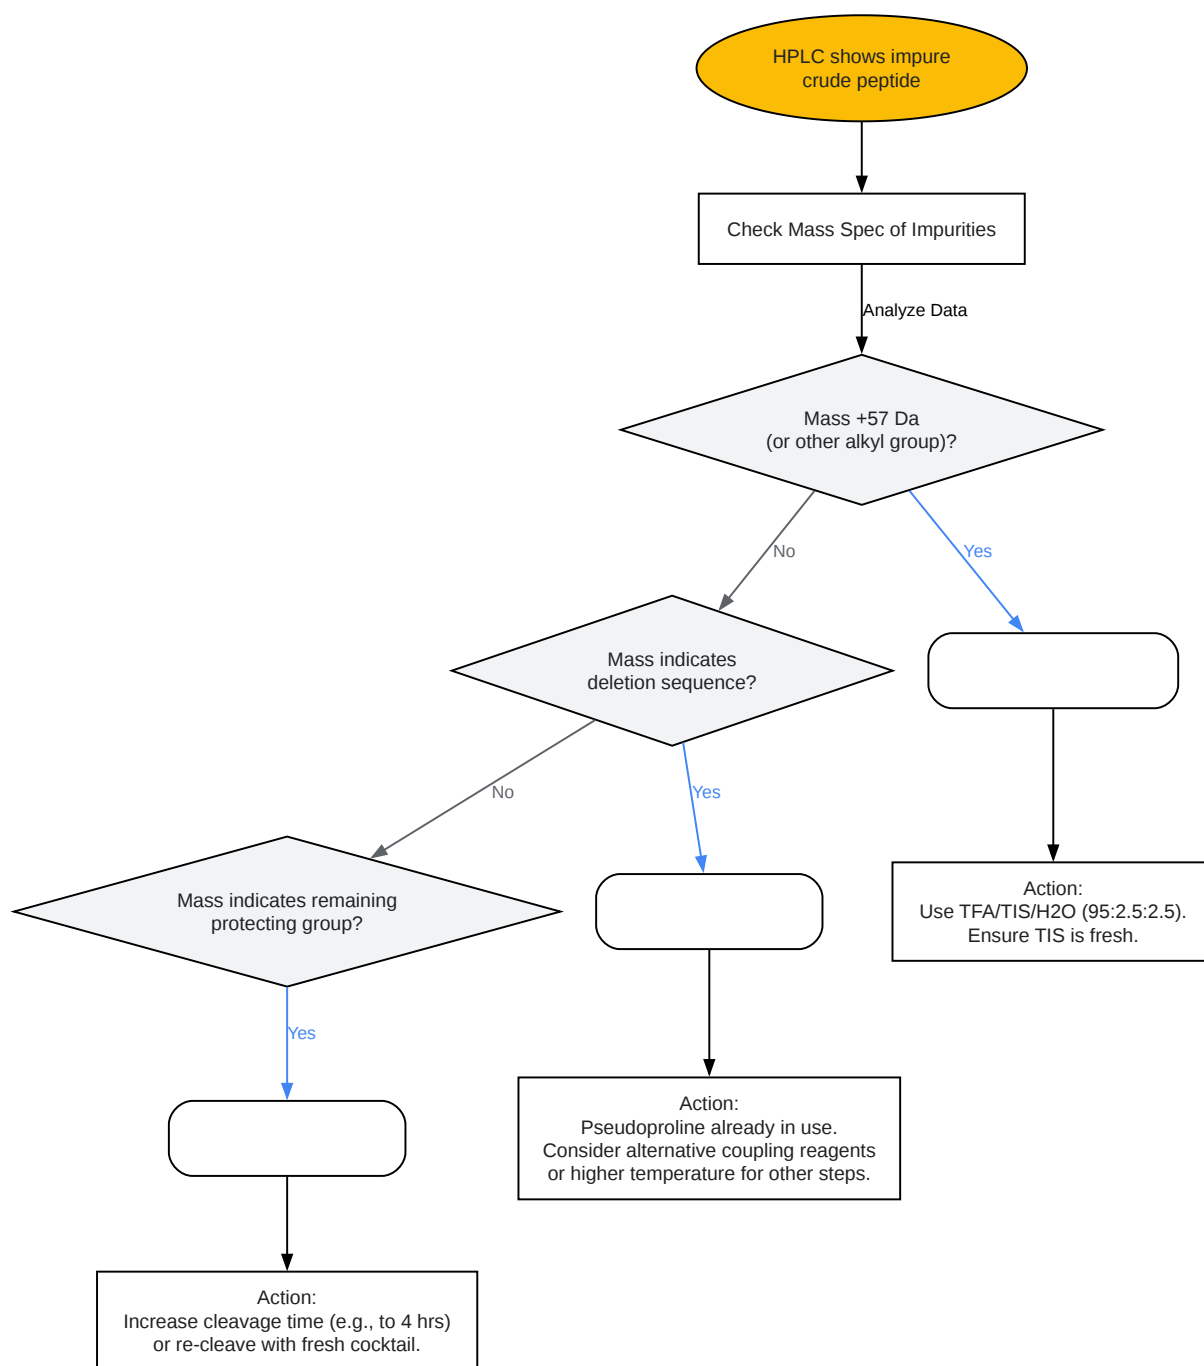 HPLC shows impure
crude peptide
Check Mass Spec of Impurities
Analyze Data
Mass +57 Da
(or other alkyl group)?
No
Yes
Mass indicates
deletion sequence?
No
Yes
Mass indicates remaining
protecting group?
Action:
Use TFA/TIS/H2O (95:2.5:2.5).
Ensure TIS is fresh.
Yes
Action:
Pseudoproline already in use.
Consider alternative coupling reagents
or higher temperature for other steps.
Action:
Increase cleavage time (e.g., to 4 hrs)
or re-cleave with fresh cocktail.